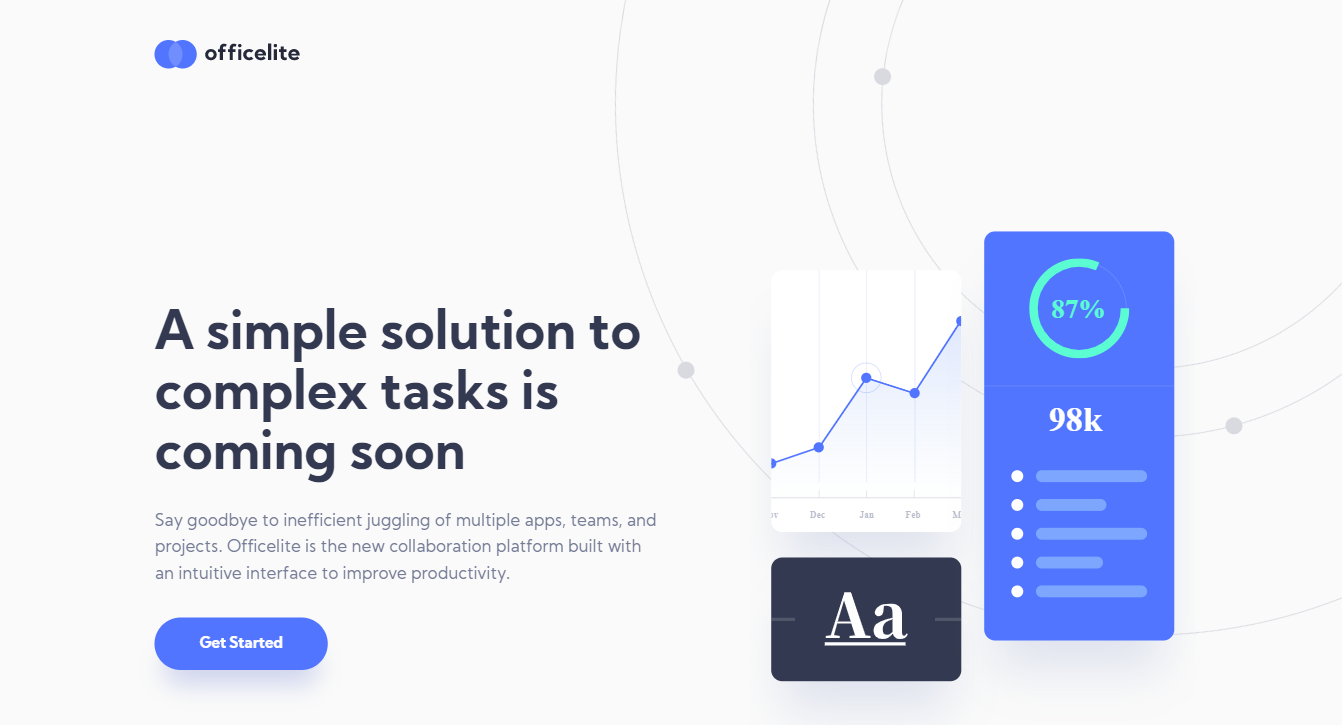 officelite
A simple solution to
complex tasks is
coming soon
Say goodbye to inefficient juggling of multiple apps, teams, and
projects. Officelite is the new collaboration platform built with
an intuitive interface to improve productivity.
Get Started
Dec Jan Feb
Aa
87%
98k